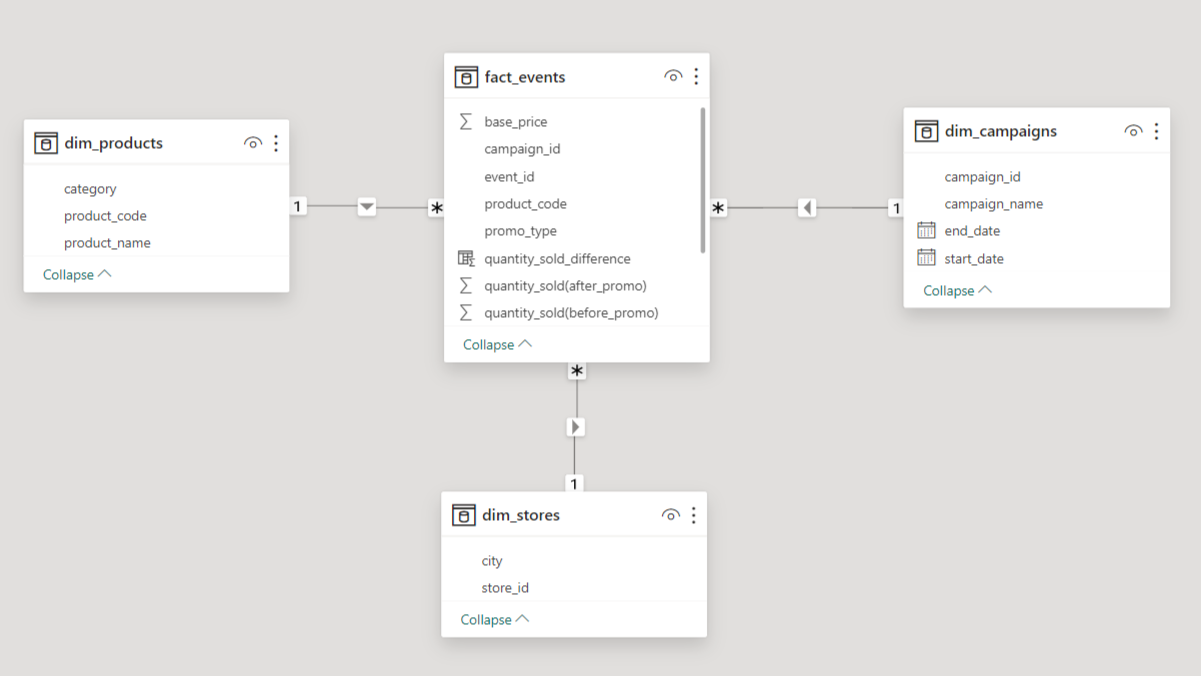 fact_events
base_price
campaign_id
event_id
product_code
promo_type
quantity_sold_difference
quantity_sold(after_promo)
quantity_sold(before_promo)
Collapse
dim_products
category
product_code
product_name
Collapse
1
*
dim_campaigns
campaign_id
campaign_name
end_date
start_date
Collapse
*
1
*
1
dim_stores
city
store_id
Collapse